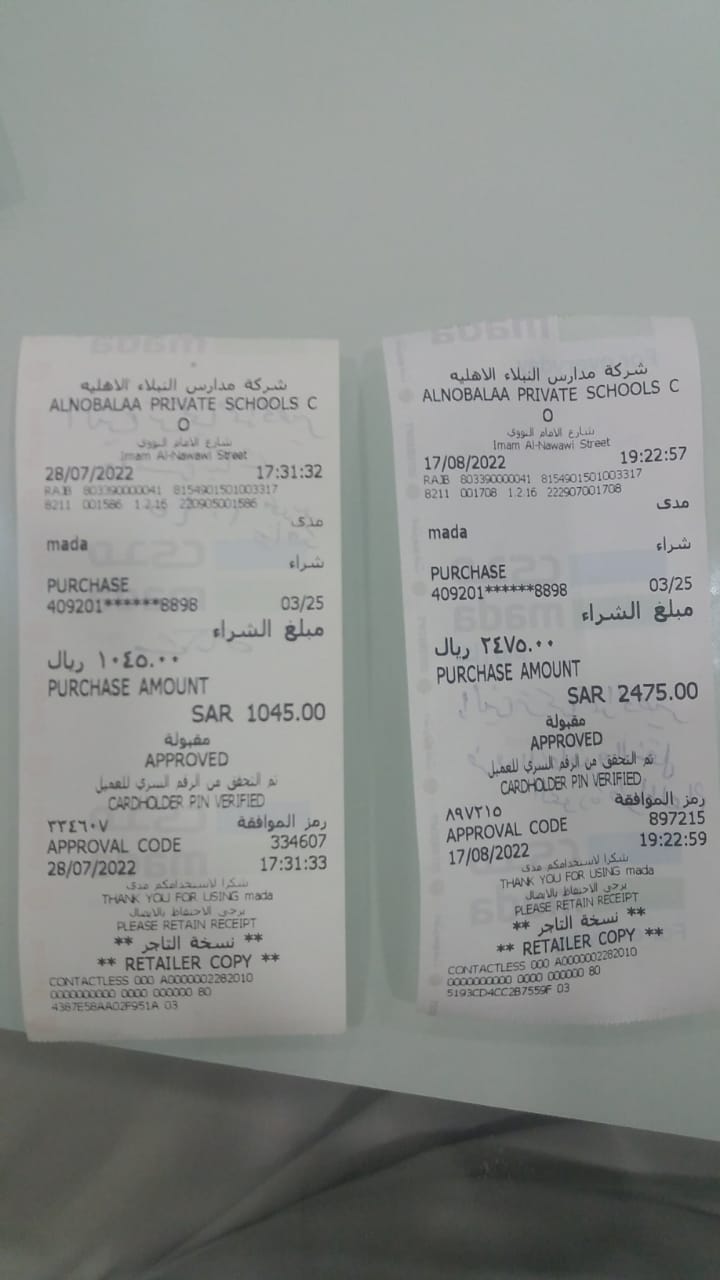 شركة مدارس النبلاء الاهليه
ALNOBALAA PRIVATE SCHOOLS C
O
شارع الامام النووي
Imam Al-Nawawi Street
28/07/2022 17:31:32
RAJB 803390000041 8154901501003317
8211 001586 1.2.16 220905001586
مدى
mada
شراء
PURCHASE
409201******8898 03/25
مبلغ الشراء
١٠٤٥.٠٠ ريال
PURCHASE AMOUNT
SAR 1045.00
مقبولة
APPROVED
تم التحقق من الرقم السري للعميل
CARDHOLDER PIN VERIFIED
رمز الموافقة ٣٣٤٦٠٧
APPROVAL CODE 334607
28/07/2022 17:31:33
شكرا لاستخدامكم مدى
THANK YOU FOR USING mada
يرجى الاحتفاظ بالايصال
PLEASE RETAIN RECEIPT
** نسخة التاجر **
** RETAILER COPY **
CONTACTLESS 000 A0000002282010
0000000000 0000 000000 80
4387E58AA02F951A 03
شركة مدارس النبلاء الاهليه
ALNOBALAA PRIVATE SCHOOLS C
O
شارع الامام النووي
Imam Al-Nawawi Street
17/08/2022 19:22:57
RAJB 803390000041 8154901501003317
8211 001708 1.2.16 222907001708
مدى
mada
شراء
PURCHASE
409201******8898 03/25
مبلغ الشراء
٢٤٧٥.٠٠ ريال
PURCHASE AMOUNT
SAR 2475.00
مقبولة
APPROVED
تم التحقق من الرقم السري للعميل
CARDHOLDER PIN VERIFIED
رمز الموافقة ٨٩٧٢١٥
APPROVAL CODE 897215
17/08/2022 19:22:59
شكرا لاستخدامكم مدى
THANK YOU FOR USING mada
يرجى الاحتفاظ بالايصال
PLEASE RETAIN RECEIPT
** نسخة التاجر **
** RETAILER COPY **
CONTACTLESS 000 A0000002282010
0000000000 0000 000000 80
5193CD4CC2B7559F 03